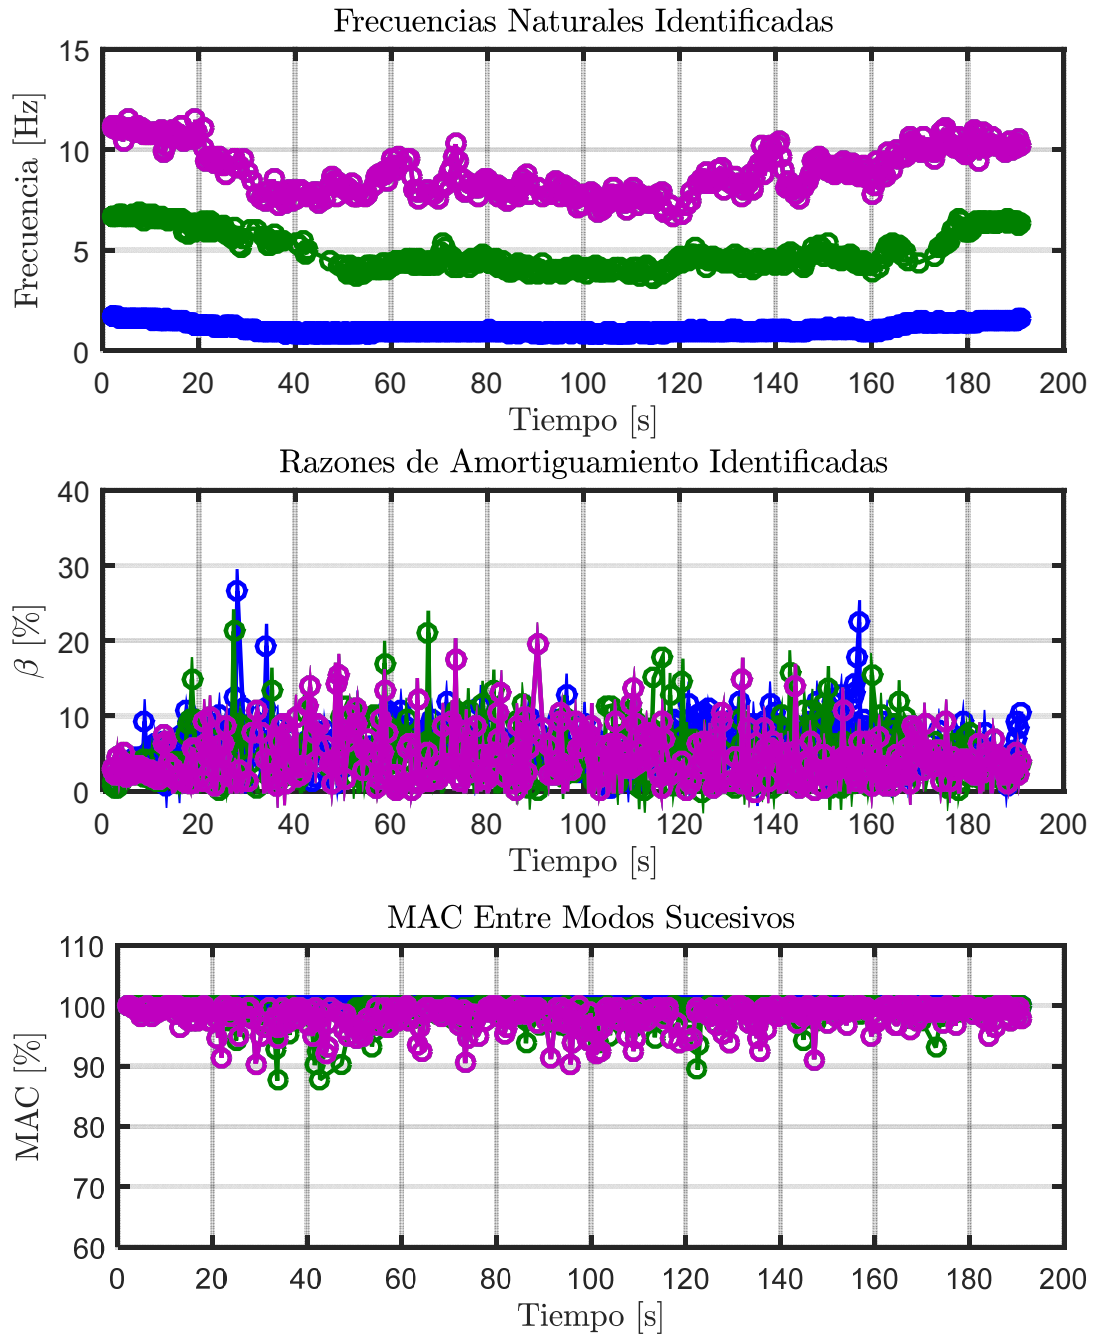 Frecuencias Naturales Identificadas
15
10
5
0
Frecuencia [Hz]
0 20 40 60 80 100 120 140 160 180 200
Tiempo [s]
Razones de Amortiguamiento Identificadas
40
30
20
10
0
β [%]
0 20 40 60 80 100 120 140 160 180 200
Tiempo [s]
MAC Entre Modos Sucesivos
110
100
90
80
70
60
MAC [%]
0 20 40 60 80 100 120 140 160 180 200
Tiempo [s]